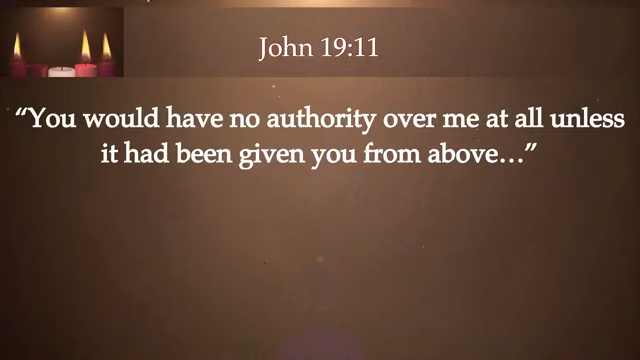 John 19:11
“You would have no authority over me at all unless
it had been given you from above…”